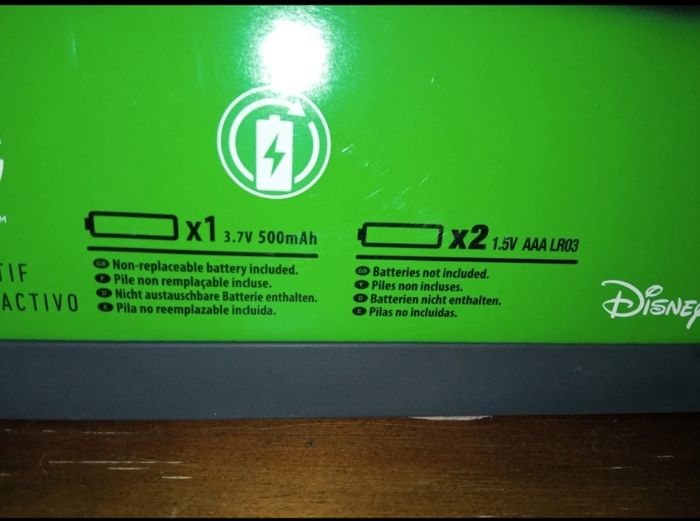 x1 3.7V 500mAh
GB Non-replaceable battery included.
F Pile non remplaçable incluse.
D Nicht austauschbare Batterie enthalten.
E Pila no reemplazable incluida.
x2 1.5V AAA LR03
GB Batteries not included.
F Piles non incluses.
D Batterien nicht enthalten.
E Pilas no incluidas.
TIF
ACTIVO
DISNEY